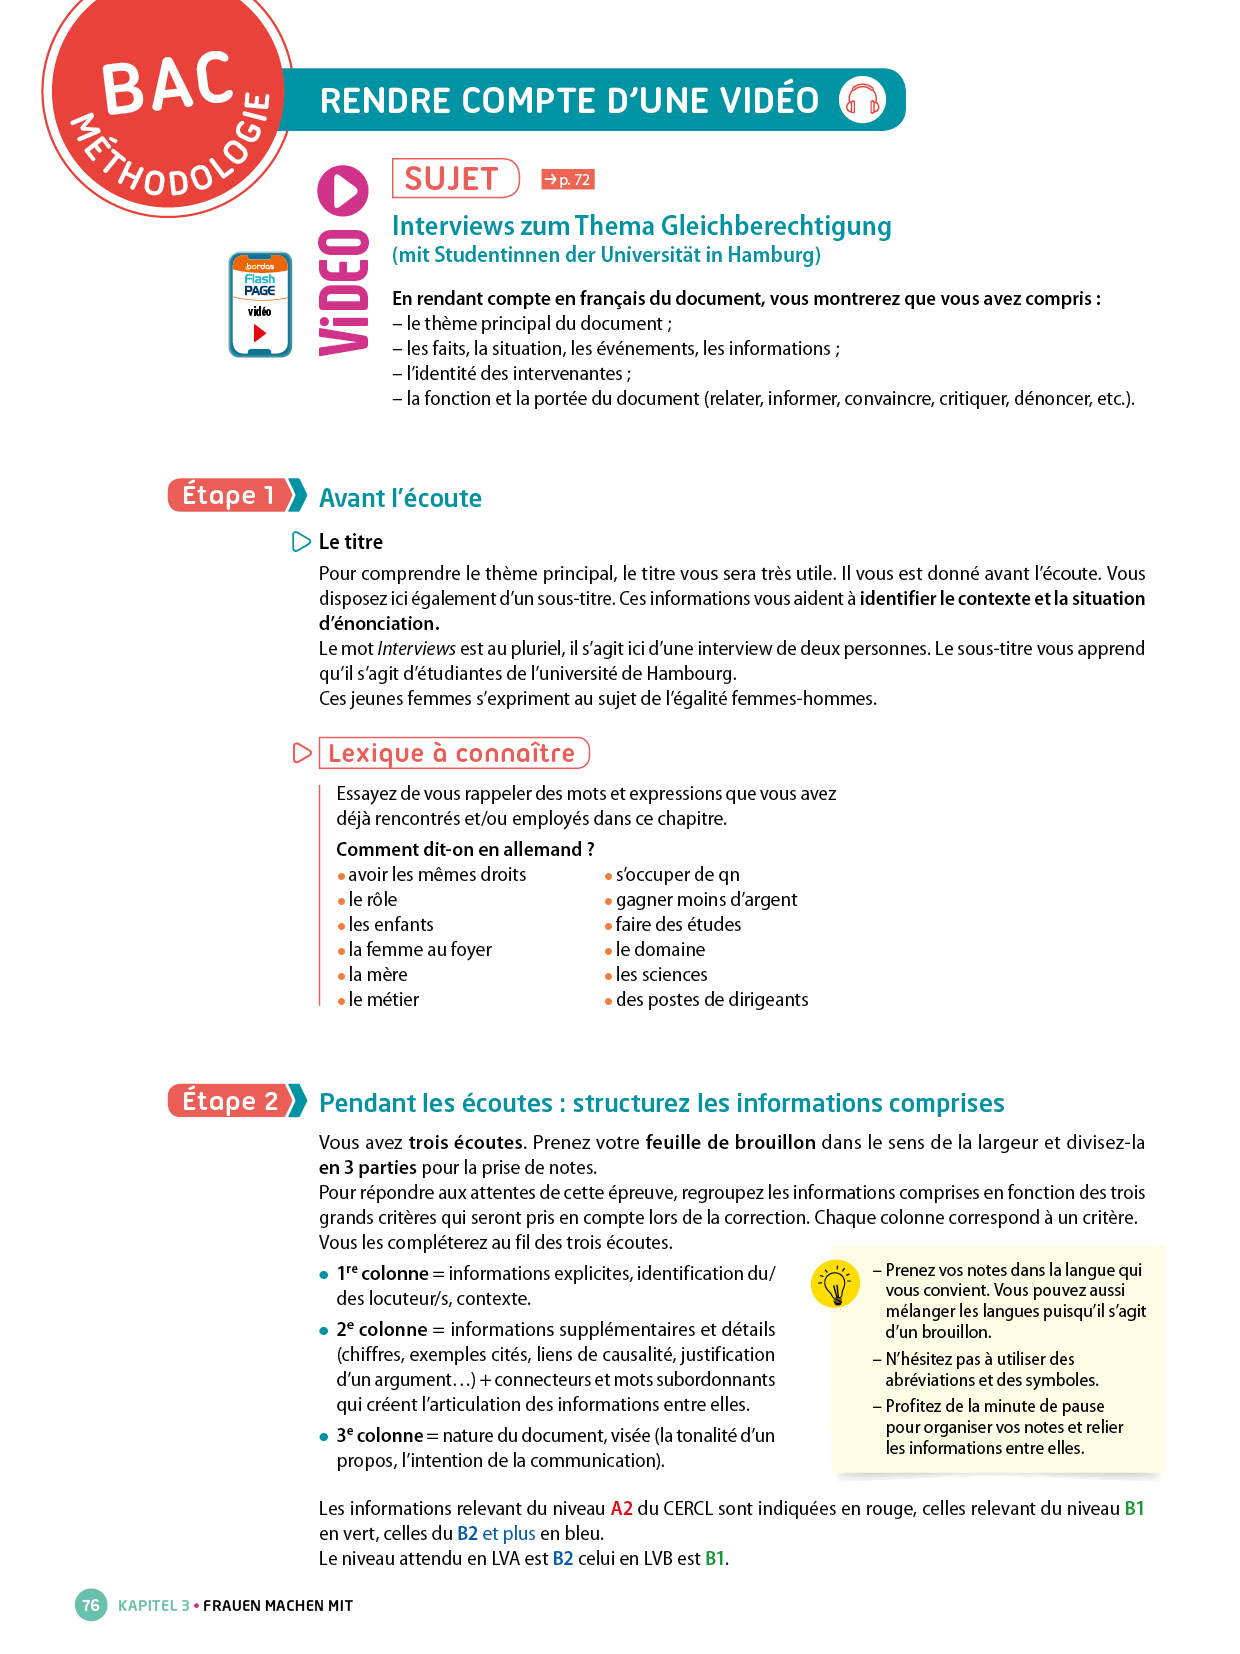 BAC
MÉTHODOLOGIE
RENDRE COMPTE D’UNE VIDÉO
SUJET
→ p. 72
ViDEO
Interviews zum Thema Gleichberechtigung
(mit Studentinnen der Universität in Hamburg)
bordas
Flash
PAGE
vidéo
En rendant compte en français du document, vous montrerez que vous avez compris :
– le thème principal du document ;
– les faits, la situation, les événements, les informations ;
– l’identité des intervenantes ;
– la fonction et la portée du document (relater, informer, convaincre, critiquer, dénoncer, etc.).
Étape 1
Avant l’écoute
Le titre
Pour comprendre le thème principal, le titre vous sera très utile. Il vous est donné avant l’écoute. Vous
disposez ici également d’un sous-titre. Ces informations vous aident à identifier le contexte et la situation
d’énonciation.
Le mot Interviews est au pluriel, il s’agit ici d’une interview de deux personnes. Le sous-titre vous apprend
qu’il s’agit d’étudiantes de l’université de Hambourg.
Ces jeunes femmes s’expriment au sujet de l’égalité femmes-hommes.
Lexique à connaître
Essayez de vous rappeler des mots et expressions que vous avez
déjà rencontrés et/ou employés dans ce chapitre.
Comment dit-on en allemand ?
• avoir les mêmes droits
• le rôle
• les enfants
• la femme au foyer
• la mère
• le métier
• s’occuper de qn
• gagner moins d’argent
• faire des études
• le domaine
• les sciences
• des postes de dirigeants
Étape 2
Pendant les écoutes : structurez les informations comprises
Vous avez trois écoutes. Prenez votre feuille de brouillon dans le sens de la largeur et divisez-la
en 3 parties pour la prise de notes.
Pour répondre aux attentes de cette épreuve, regroupez les informations comprises en fonction des trois
grands critères qui seront pris en compte lors de la correction. Chaque colonne correspond à un critère.
Vous les compléterez au fil des trois écoutes.
• 1re colonne = informations explicites, identification du/
des locuteur/s, contexte.
• 2e colonne = informations supplémentaires et détails
(chiffres, exemples cités, liens de causalité, justification
d’un argument…) + connecteurs et mots subordonnants
qui créent l’articulation des informations entre elles.
• 3e colonne = nature du document, visée (la tonalité d’un
propos, l’intention de la communication).
– Prenez vos notes dans la langue qui
vous convient. Vous pouvez aussi
mélanger les langues puisqu’il s’agit
d’un brouillon.
– N’hésitez pas à utiliser des
abréviations et des symboles.
– Profitez de la minute de pause
pour organiser vos notes et relier
les informations entre elles.
Les informations relevant du niveau A2 du CERCL sont indiquées en rouge, celles relevant du niveau B1
en vert, celles du B2 et plus en bleu.
Le niveau attendu en LVA est B2 celui en LVB est B1.
76 KAPITEL 3 • FRAUEN MACHEN MIT